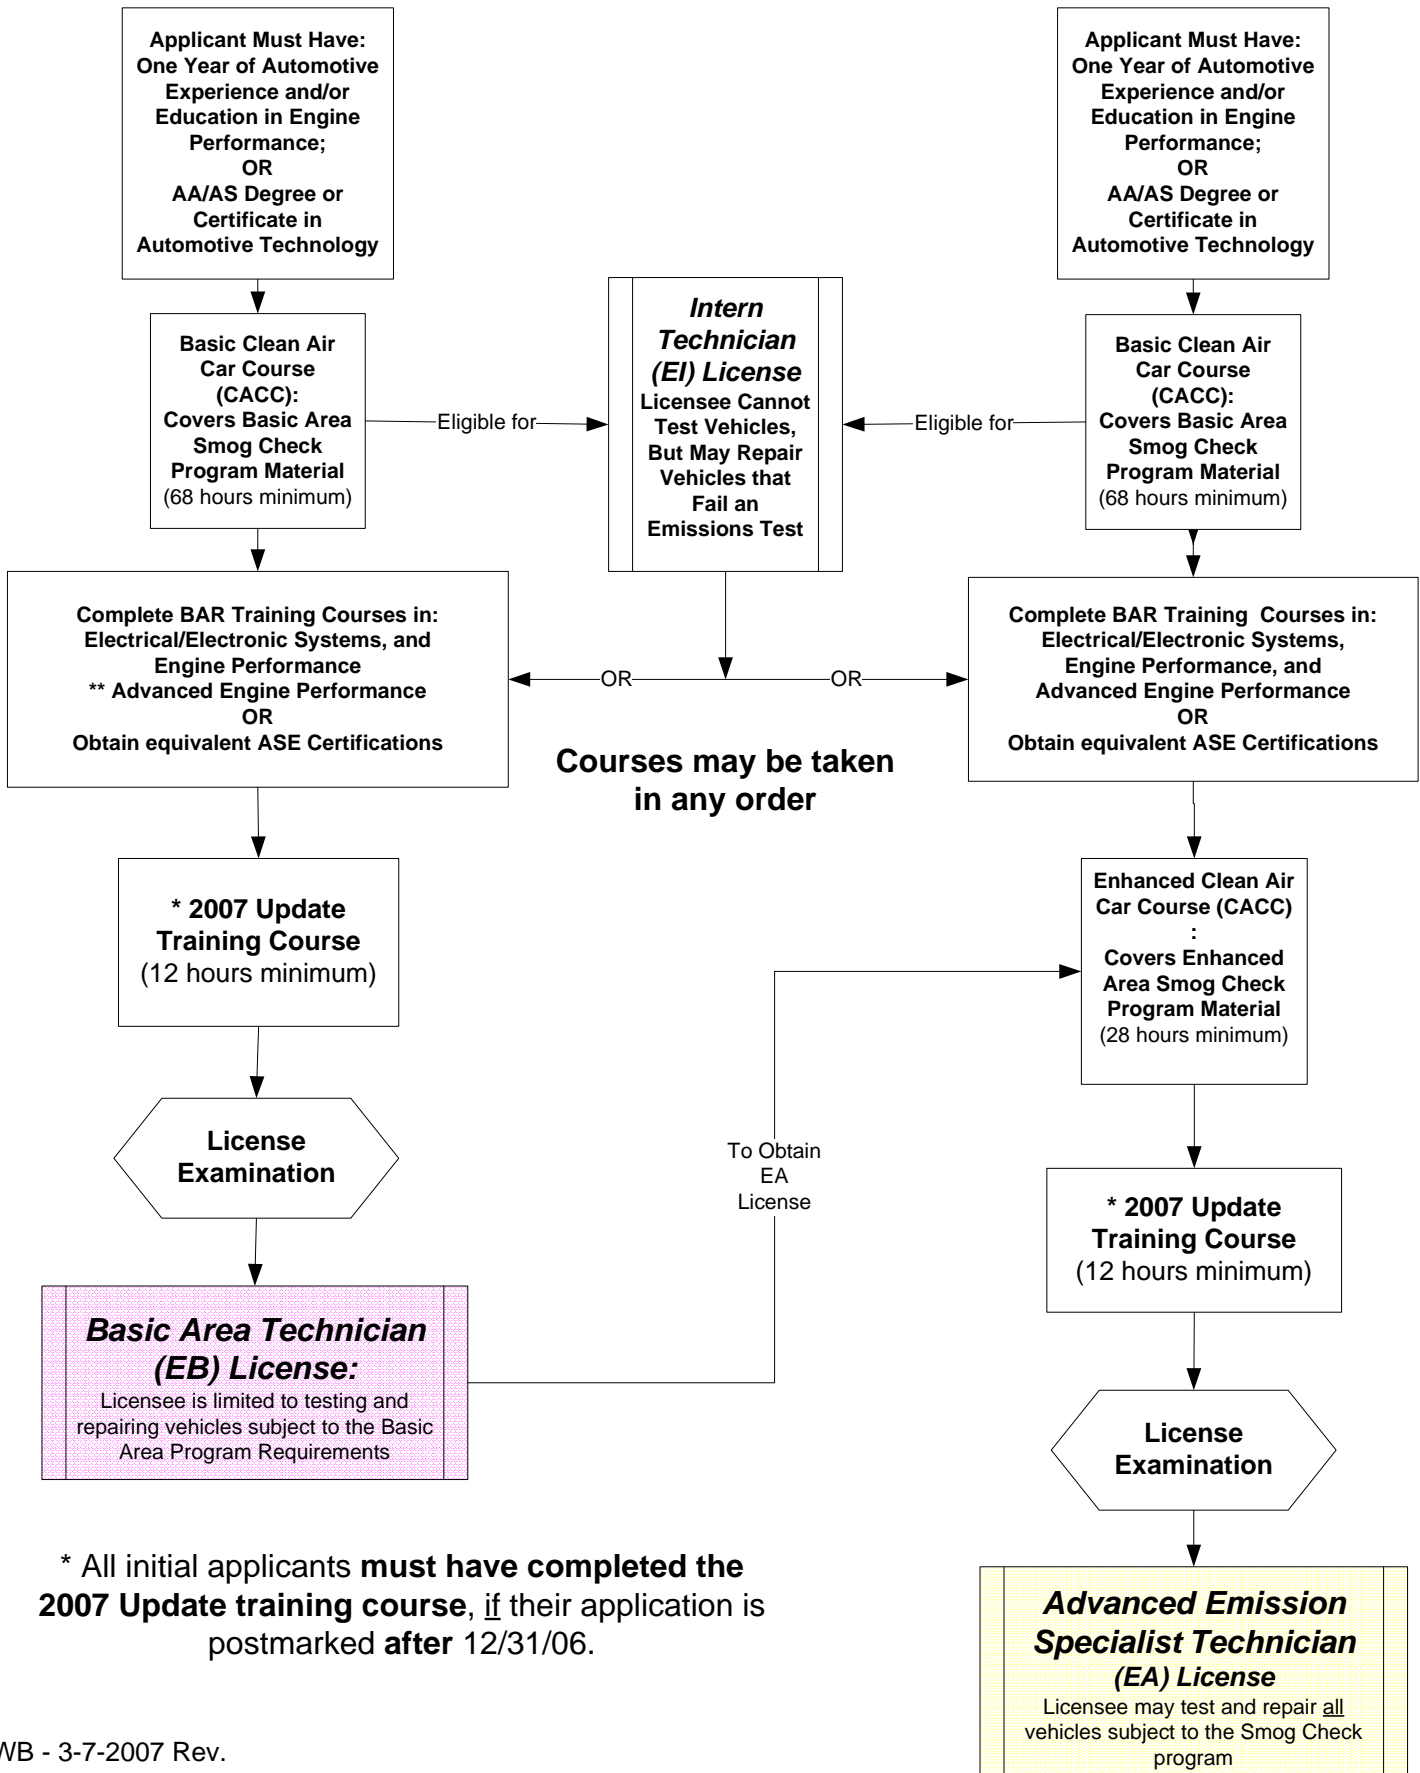 Applicant Must Have:
One Year of Automotive
Experience and/or
Education in Engine
Performance;
OR
AA/AS Degree or
Certificate in
Automotive Technology
Applicant Must Have:
One Year of Automotive
Experience and/or
Education in Engine
Performance;
OR
AA/AS Degree or
Certificate in
Automotive Technology
Basic Clean Air
Car Course
(CACC):
Covers Basic Area
Smog Check
Program Material
(68 hours minimum)
Eligible for
Intern
Technician
(EI) License
Licensee Cannot
Test Vehicles,
But May Repair
Vehicles that
Fail an
Emissions Test
Eligible for
Basic Clean Air
Car Course
(CACC):
Covers Basic Area
Smog Check
Program Material
(68 hours minimum)
Complete BAR Training Courses in:
Electrical/Electronic Systems, and
Engine Performance
** Advanced Engine Performance
OR
Obtain equivalent ASE Certifications
OR
OR
Complete BAR Training Courses in:
Electrical/Electronic Systems,
Engine Performance, and
Advanced Engine Performance
OR
Obtain equivalent ASE Certifications
Courses may be taken
in any order
* 2007 Update
Training Course
(12 hours minimum)
Enhanced Clean Air
Car Course (CACC)
:
Covers Enhanced
Area Smog Check
Program Material
(28 hours minimum)
License
Examination
To Obtain
EA
License
* 2007 Update
Training Course
(12 hours minimum)
Basic Area Technician
(EB) License:
Licensee is limited to testing and
repairing vehicles subject to the Basic
Area Program Requirements
License
Examination
* All initial applicants must have completed the
2007 Update training course, if their application is
postmarked after 12/31/06.
Advanced Emission
Specialist Technician
(EA) License
Licensee may test and repair all
vehicles subject to the Smog Check
program
WB - 3-7-2007 Rev.